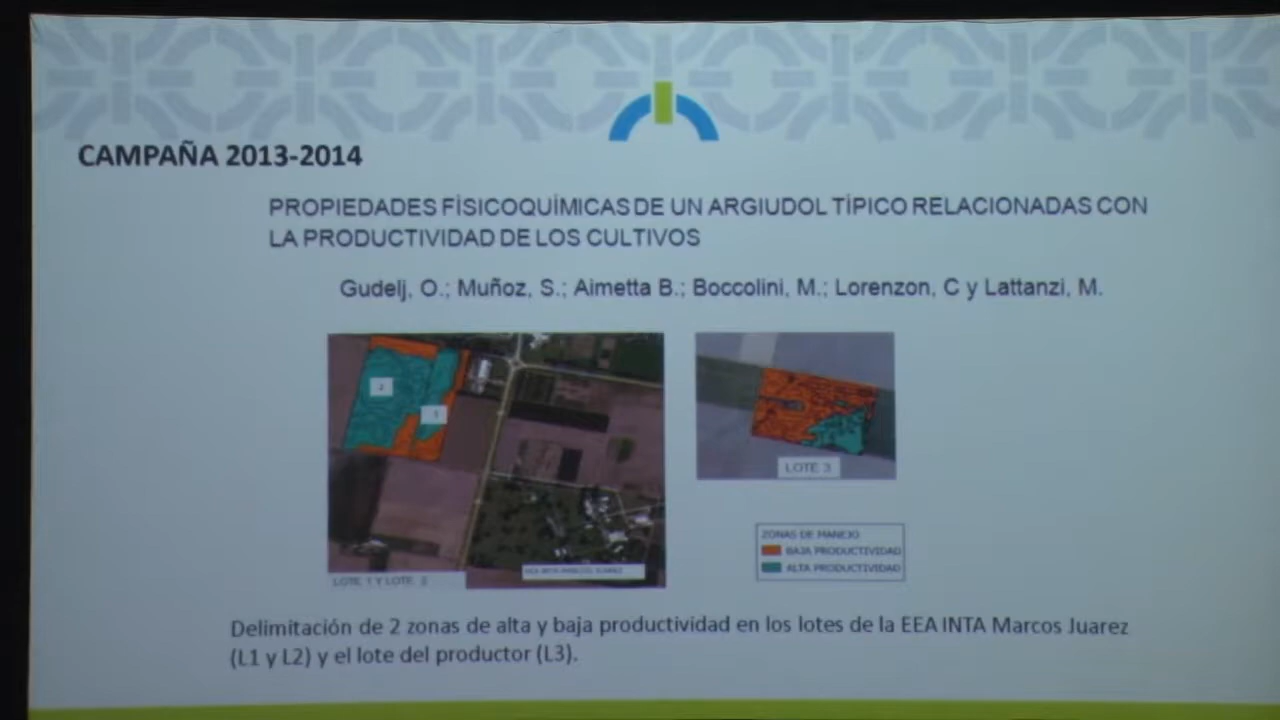 CAMPAÑA 2013-2014
PROPIEDADES FÍSICOQUÍMICAS DE UN ARGIUDOL TÍPICO RELACIONADAS CON
LA PRODUCTIVIDAD DE LOS CULTIVOS
Gudelj, O.; Muñoz, S.; Aimetta B.; Boccolini, M.; Lorenzon, C y Lattanzi, M.
2
1
LOTE 3
ZONAS DE MANEJO
BAJA PRODUCTIVIDAD
ALTA PRODUCTIVIDAD
LOTE 1 Y LOTE 2
Delimitación de 2 zonas de alta y baja productividad en los lotes de la EEA INTA Marcos Juarez
(L1 y L2) y el lote del productor (L3).